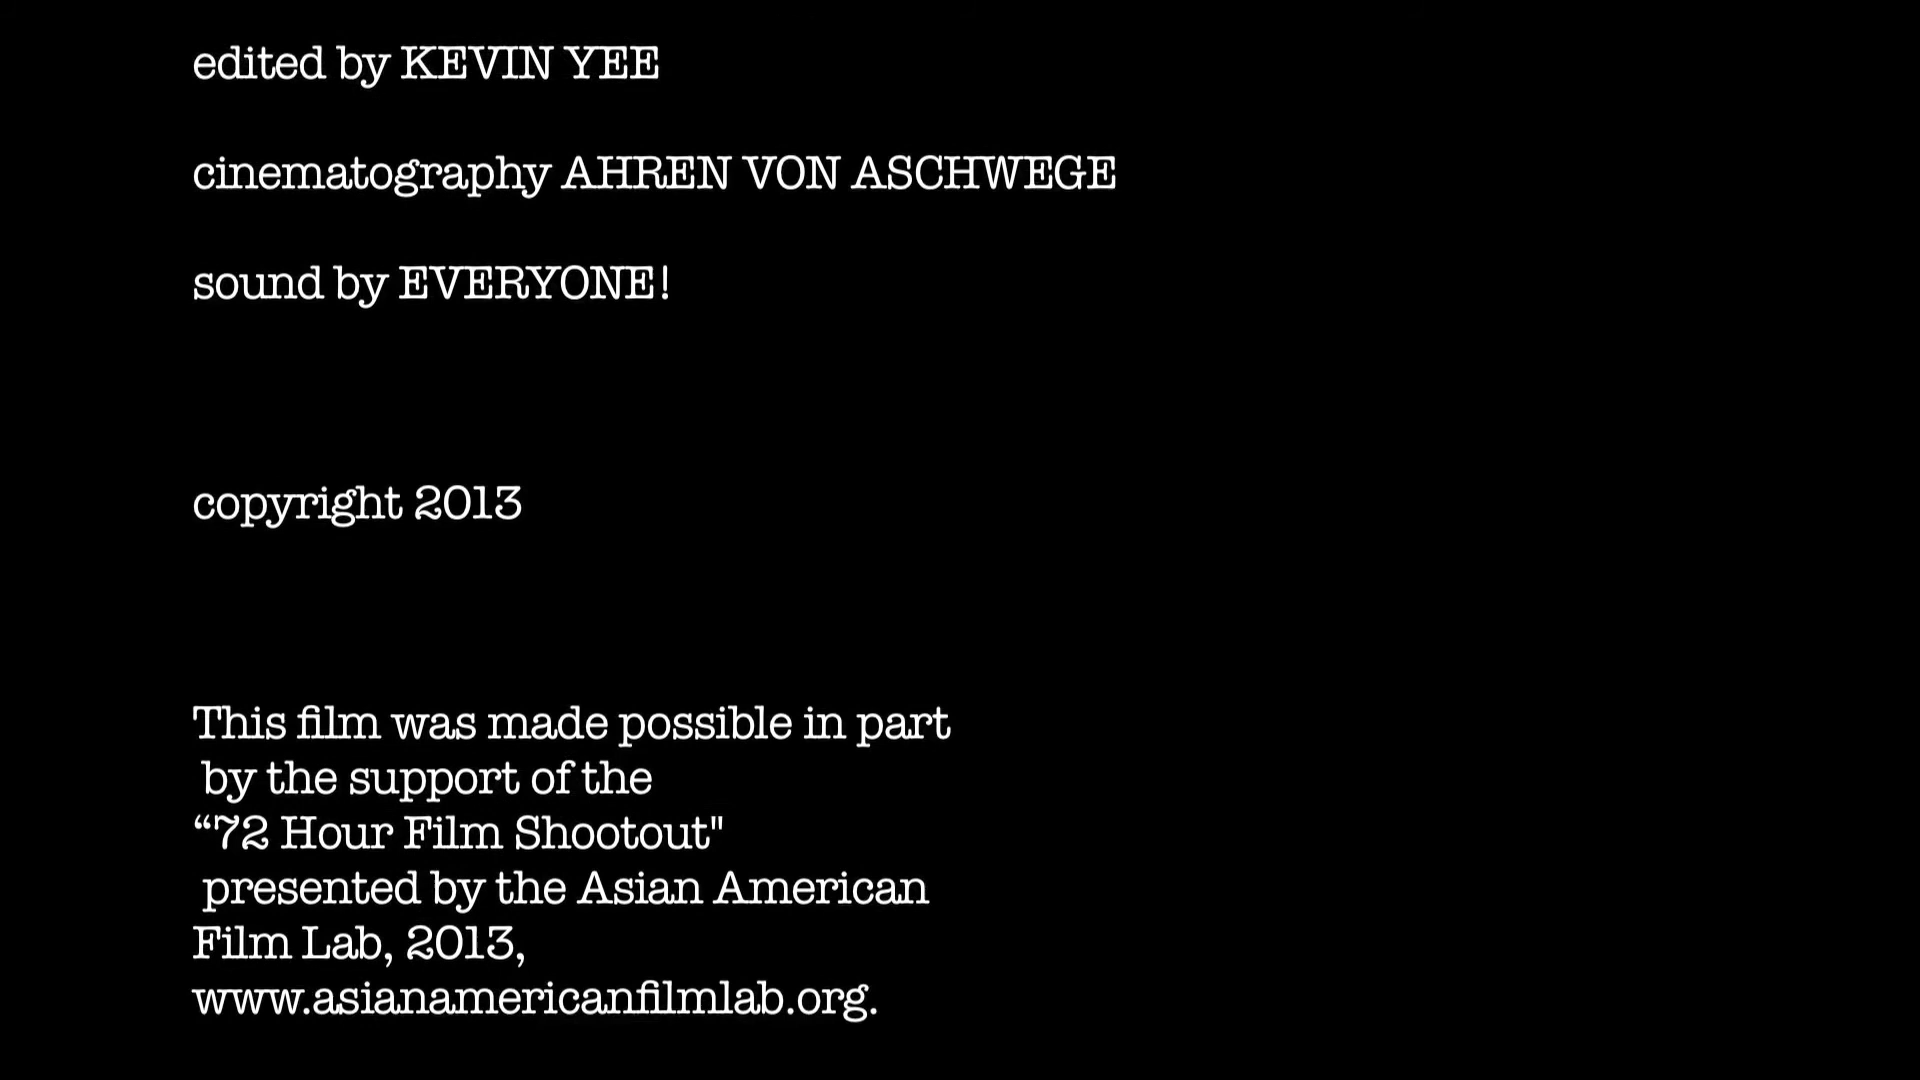 edited by KEVIN YEE
cinematography AHREN VON ASCHWEGE
sound by EVERYONE!
copyright 2013
This film was made possible in part
by the support of the
“72 Hour Film Shootout"
presented by the Asian American
Film Lab, 2013,
www.asianamericanfilmlab.org.